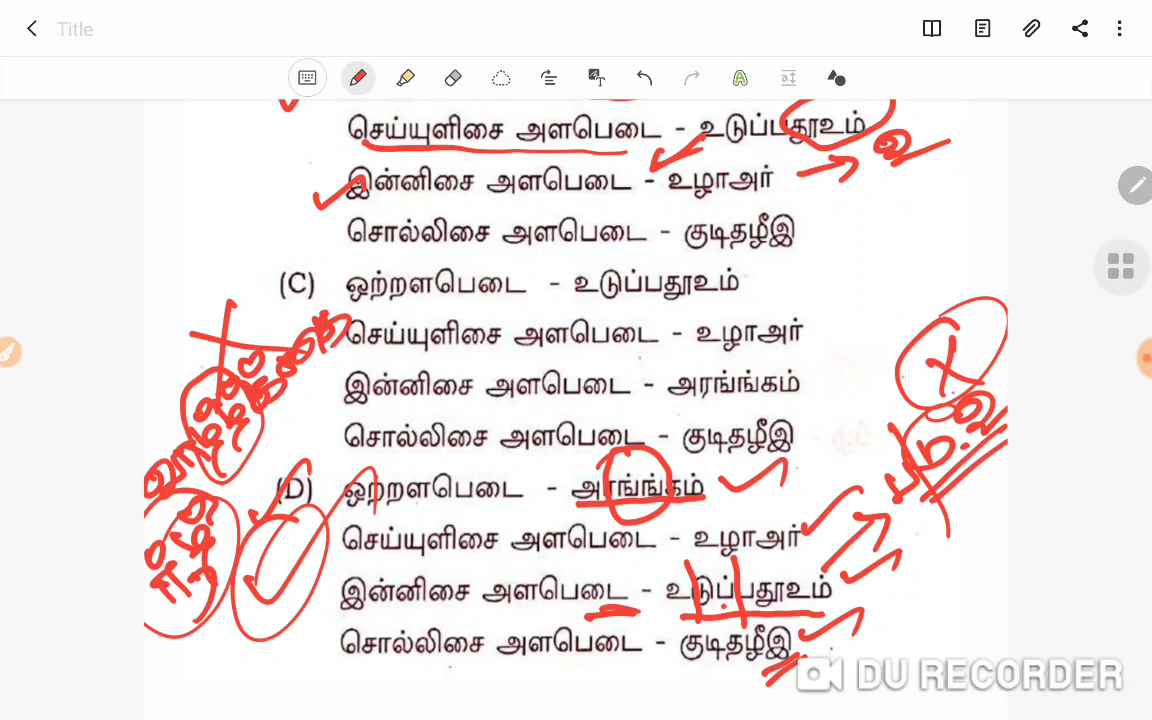 Title
செய்யுளிசை அளபெடை - உடுப்பதூஉம்
இன்னிசை அளபெடை - உழாஅர்
சொல்லிசை அளபெடை - குடிதழீஇ
(C) ஒற்றளபெடை - உடுப்பதூஉம்
செய்யுளிசை அளபெடை - உழாஅர்
இன்னிசை அளபெடை - அரங்ங்கம்
சொல்லிசை அளபெடை - குடிதழீஇ
(D) ஒற்றளபெடை - அரங்ங்கம்
செய்யுளிசை அளபெடை - உழாஅர்
இன்னிசை அளபெடை - உடுப்பதூஉம்
சொல்லிசை அளபெடை - குடிதழீஇ
DU RECORDER